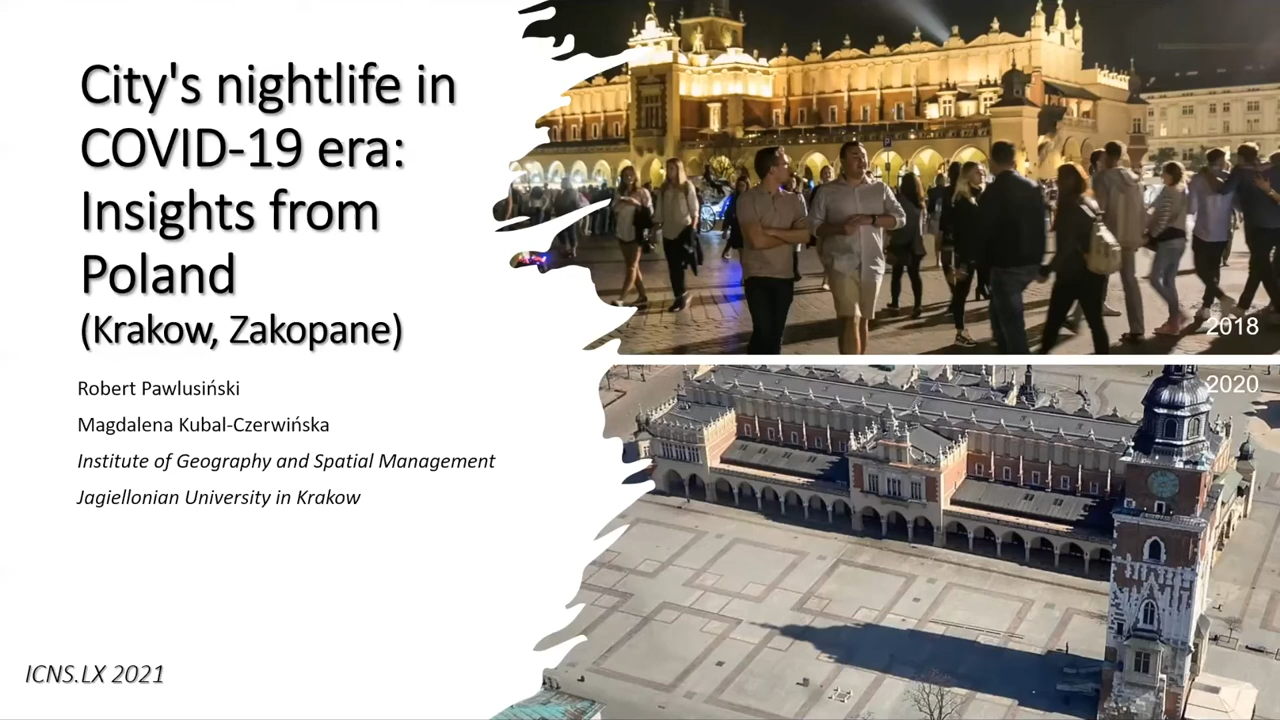 City's nightlife in
COVID-19 era:
Insights from
Poland
(Krakow, Zakopane)
Robert Pawlusiński
Magdalena Kubal-Czerwińska
Institute of Geography and Spatial Management
Jagiellonian University in Krakow
ICNS.LX 2021
2018
2020